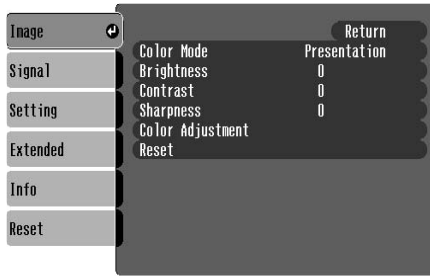 Image
Signal
Setting
Extended
Info
Reset
Return
Color Mode Presentation
Brightness 0
Contrast 0
Sharpness 0
Color Adjustment
Reset